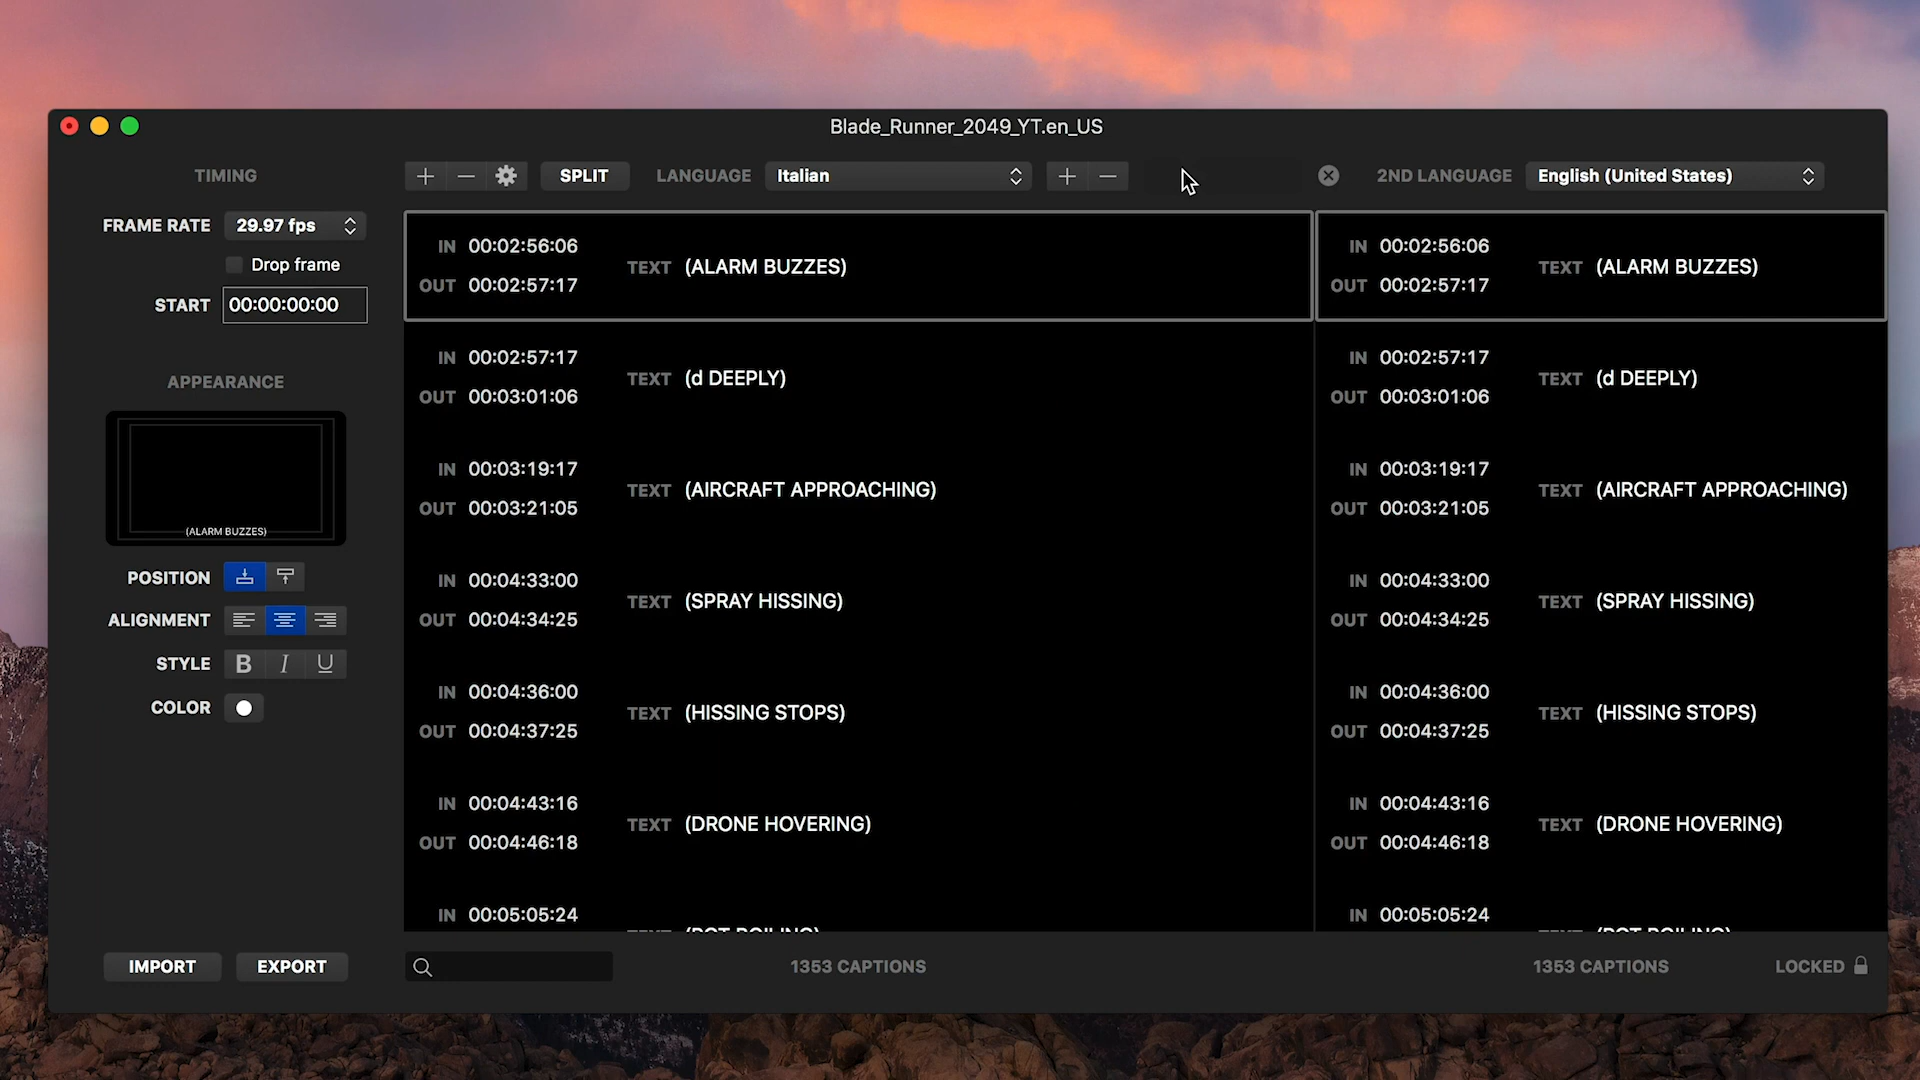 Blade_Runner_2049_YT.en_US
TIMING
SPLIT LANGUAGE Italian
2ND LANGUAGE English (United States)
FRAME RATE 29.97 fps
Drop frame
START 00:00:00:00
APPEARANCE
(ALARM BUZZES)
POSITION
ALIGNMENT
STYLE B I U
COLOR
IMPORT EXPORT
IN 00:02:56:06
OUT 00:02:57:17
TEXT (ALARM BUZZES)
IN 00:02:57:17
OUT 00:03:01:06
TEXT (d DEEPLY)
IN 00:03:19:17
OUT 00:03:21:05
TEXT (AIRCRAFT APPROACHING)
IN 00:04:33:00
OUT 00:04:34:25
TEXT (SPRAY HISSING)
IN 00:04:36:00
OUT 00:04:37:25
TEXT (HISSING STOPS)
IN 00:04:43:16
OUT 00:04:46:18
TEXT (DRONE HOVERING)
IN 00:05:05:24
1353 CAPTIONS
IN 00:02:56:06
OUT 00:02:57:17
TEXT (ALARM BUZZES)
IN 00:02:57:17
OUT 00:03:01:06
TEXT (d DEEPLY)
IN 00:03:19:17
OUT 00:03:21:05
TEXT (AIRCRAFT APPROACHING)
IN 00:04:33:00
OUT 00:04:34:25
TEXT (SPRAY HISSING)
IN 00:04:36:00
OUT 00:04:37:25
TEXT (HISSING STOPS)
IN 00:04:43:16
OUT 00:04:46:18
TEXT (DRONE HOVERING)
IN 00:05:05:24
1353 CAPTIONS
LOCKED